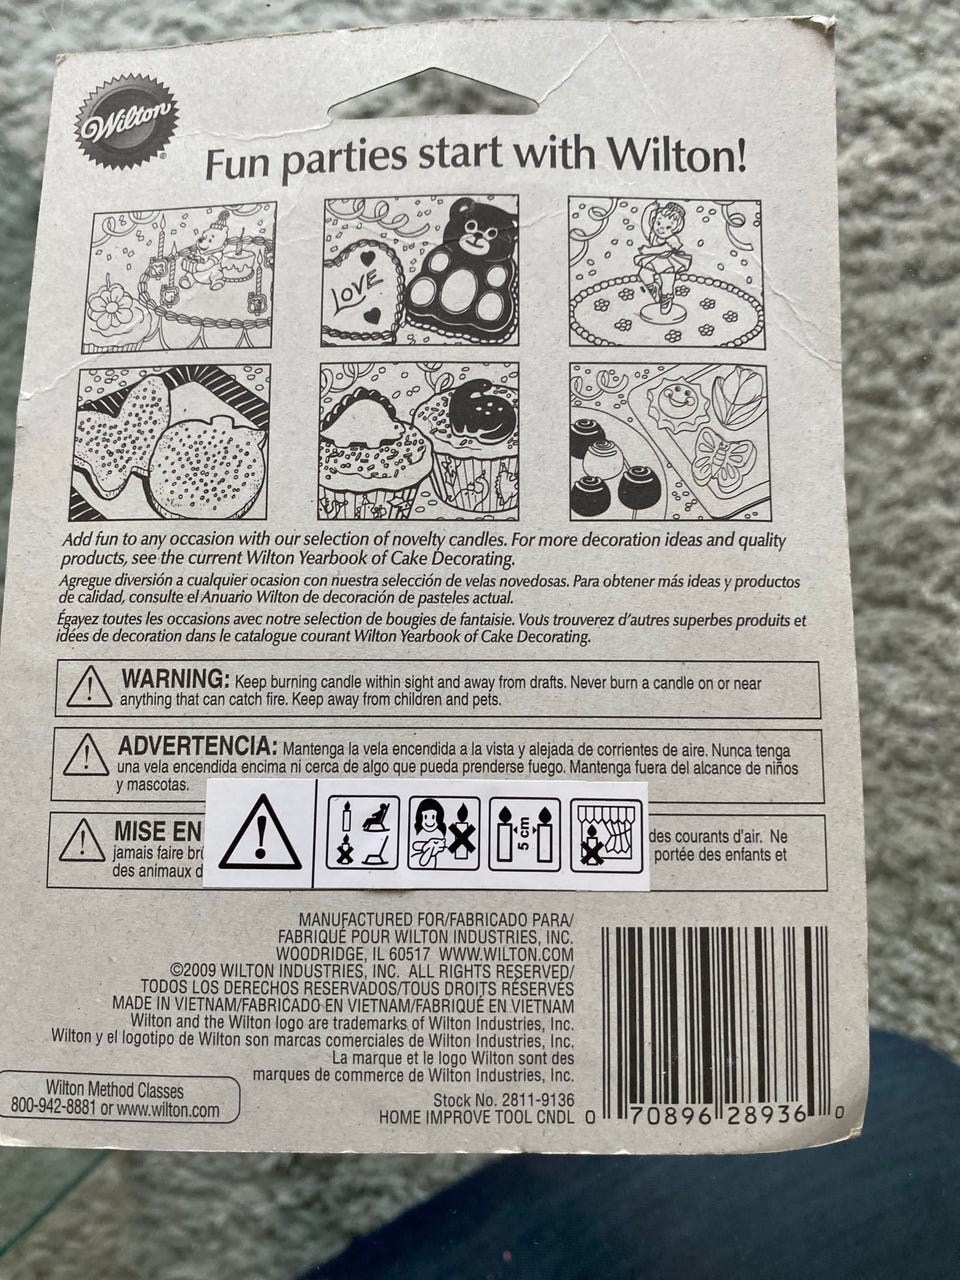 Wilton
Fun parties start with Wilton!
LOVE
Add fun to any occasion with our selection of novelty candles. For more decoration ideas and quality
products, see the current Wilton Yearbook of Cake Decorating.
Agregue diversión a cualquier ocasion con nuestra selección de velas novedosas. Para obtener más ideas y productos
de calidad, consulte el Anuario Wilton de decoración de pasteles actual.
Égayez toutes les occasions avec notre selection de bougies de fantaisie. Vous trouverez d'autres superbes produits et
idées de decoration dans le catalogue courant Wilton Yearbook of Cake Decorating.
WARNING: Keep burning candle within sight and away from drafts. Never burn a candle on or near
anything that can catch fire. Keep away from children and pets.
ADVERTENCIA: Mantenga la vela encendida a la vista y alejada de corrientes de aire. Nunca tenga
una vela encendida encima ni cerca de algo que pueda prenderse fuego. Mantenga fuera del alcance de niños
y mascotas.
MISE EN des courants d'air. Ne
jamais faire portée des enfants et
des animaux
5 cm
MANUFACTURED FOR/FABRICADO PARA/
FABRIQUÉ POUR WILTON INDUSTRIES, INC.
WOODRIDGE, IL 60517 WWW.WILTON.COM
©2009 WILTON INDUSTRIES, INC. ALL RIGHTS RESERVED/
TODOS LOS DERECHOS RESERVADOS/TOUS DROITS RÉSERVÉS
MADE IN VIETNAM/FABRICADO EN VIETNAM/FABRIQUÉ EN VIETNAM
Wilton and the Wilton logo are trademarks of Wilton Industries, Inc.
Wilton y el logotipo de Wilton son marcas comerciales de Wilton Industries, Inc.
La marque et le logo Wilton sont des
marques de commerce de Wilton Industries, Inc.
Wilton Method Classes
800-942-8881 or www.wilton.com
Stock No. 2811-9136
HOME IMPROVE TOOL CNDL
0 70896 28936 0